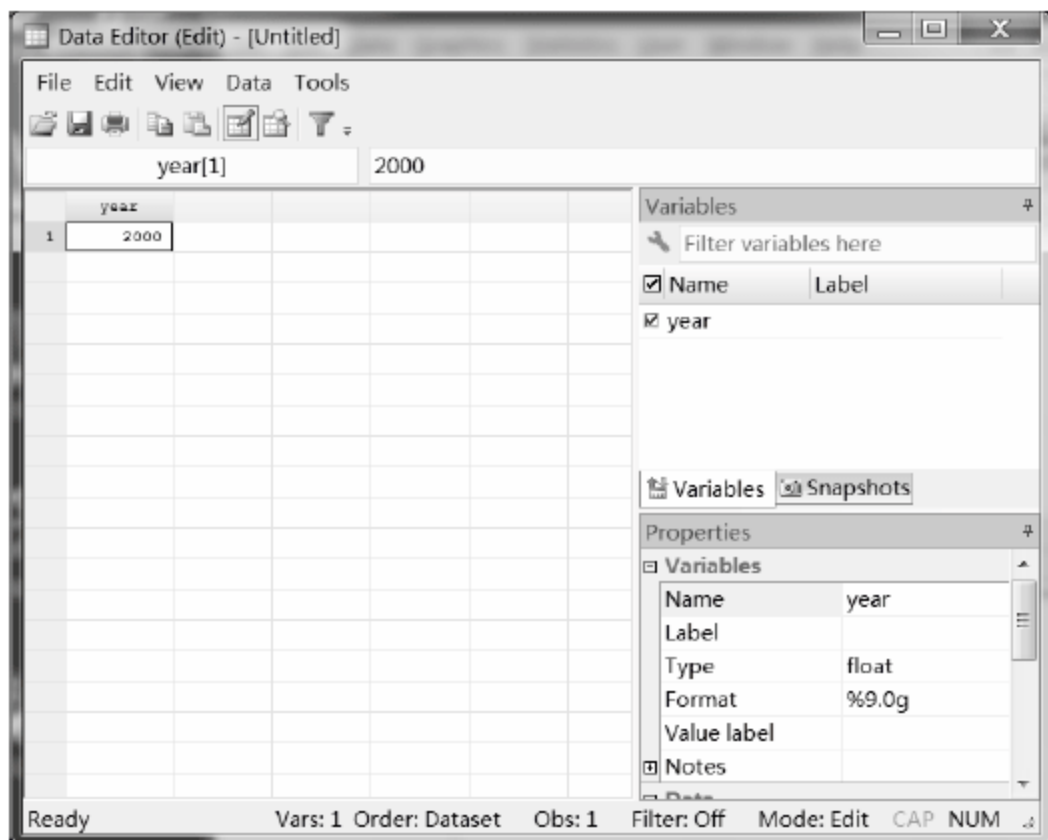 Data Editor (Edit) - [Untitled]
File Edit View Data Tools
year[1] 2000
year
1 2000
Variables
Filter variables here
Name Label
year
Variables Snapshots
Properties
Variables
Name year
Label
Type float
Format %9.0g
Value label
Notes
Ready Vars: 1 Order: Dataset Obs: 1 Filter: Off Mode: Edit CAP NUM